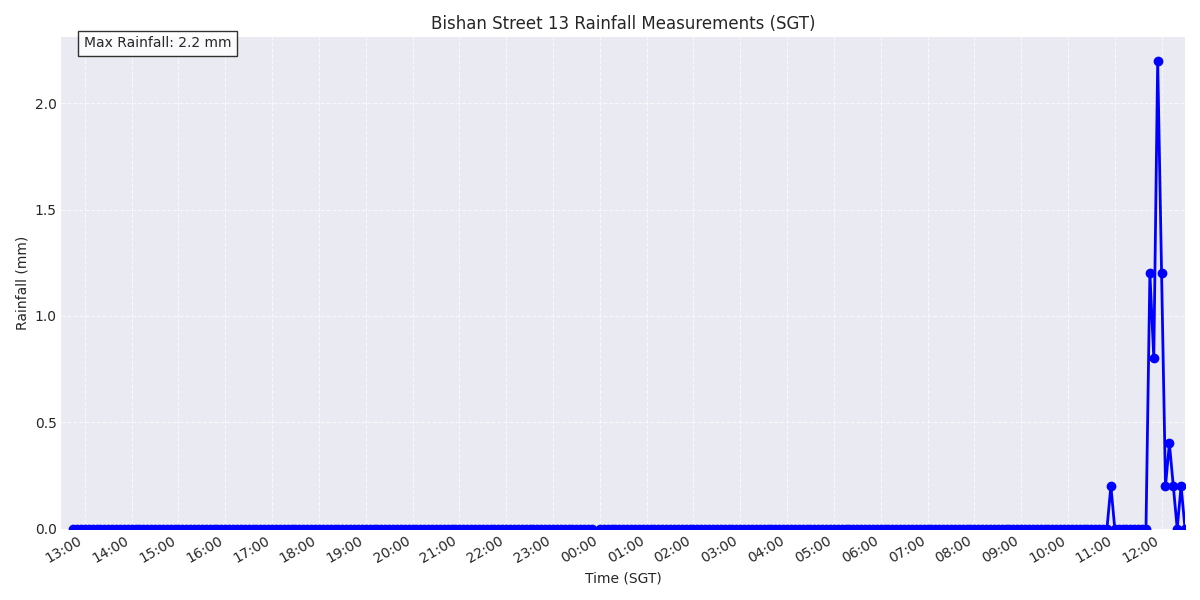 Bishan Street 13 Rainfall Measurements (SGT)
Max Rainfall: 2.2 mm
2.0
1.5
1.0
0.5
0.0
Rainfall (mm)
13:00 14:00 15:00 16:00 17:00 18:00 19:00 20:00 21:00 22:00 23:00 00:00 01:00 02:00 03:00 04:00 05:00 06:00 07:00 08:00 09:00 10:00 11:00 12:00
Time (SGT)